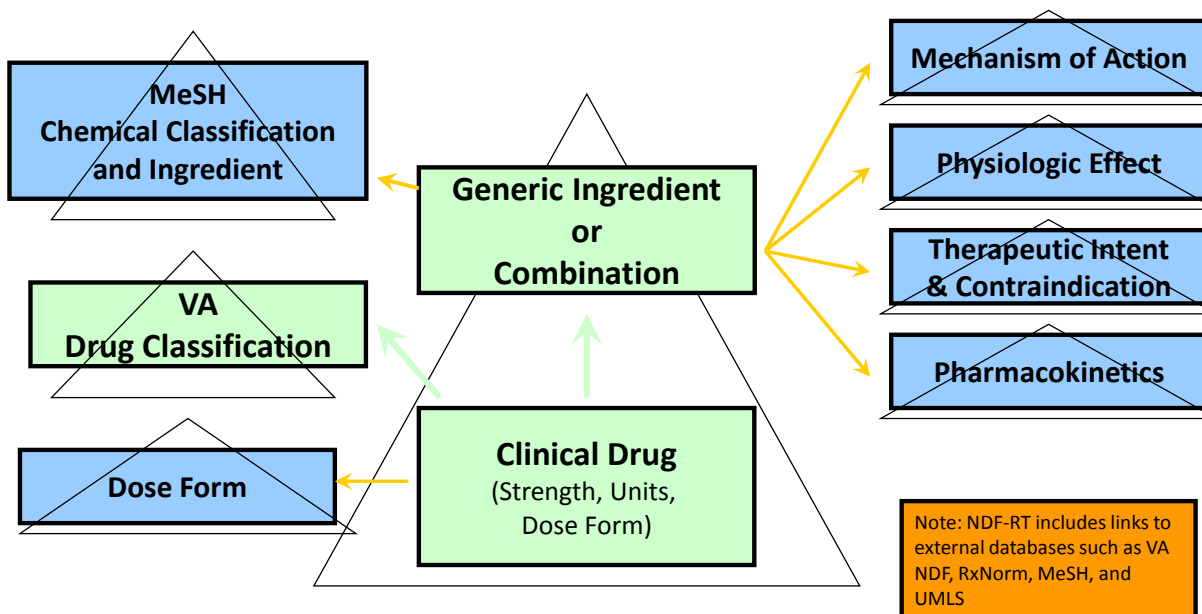 MeSH
Chemical Classification
and Ingredient
VA
Drug Classification
Dose Form
Generic Ingredient
or
Combination
Clinical Drug
(Strength, Units,
Dose Form)
Mechanism of Action
Physiologic Effect
Therapeutic Intent
& Contraindication
Pharmacokinetics
Note: NDF-RT includes links to
external databases such as VA
NDF, RxNorm, MeSH, and
UMLS